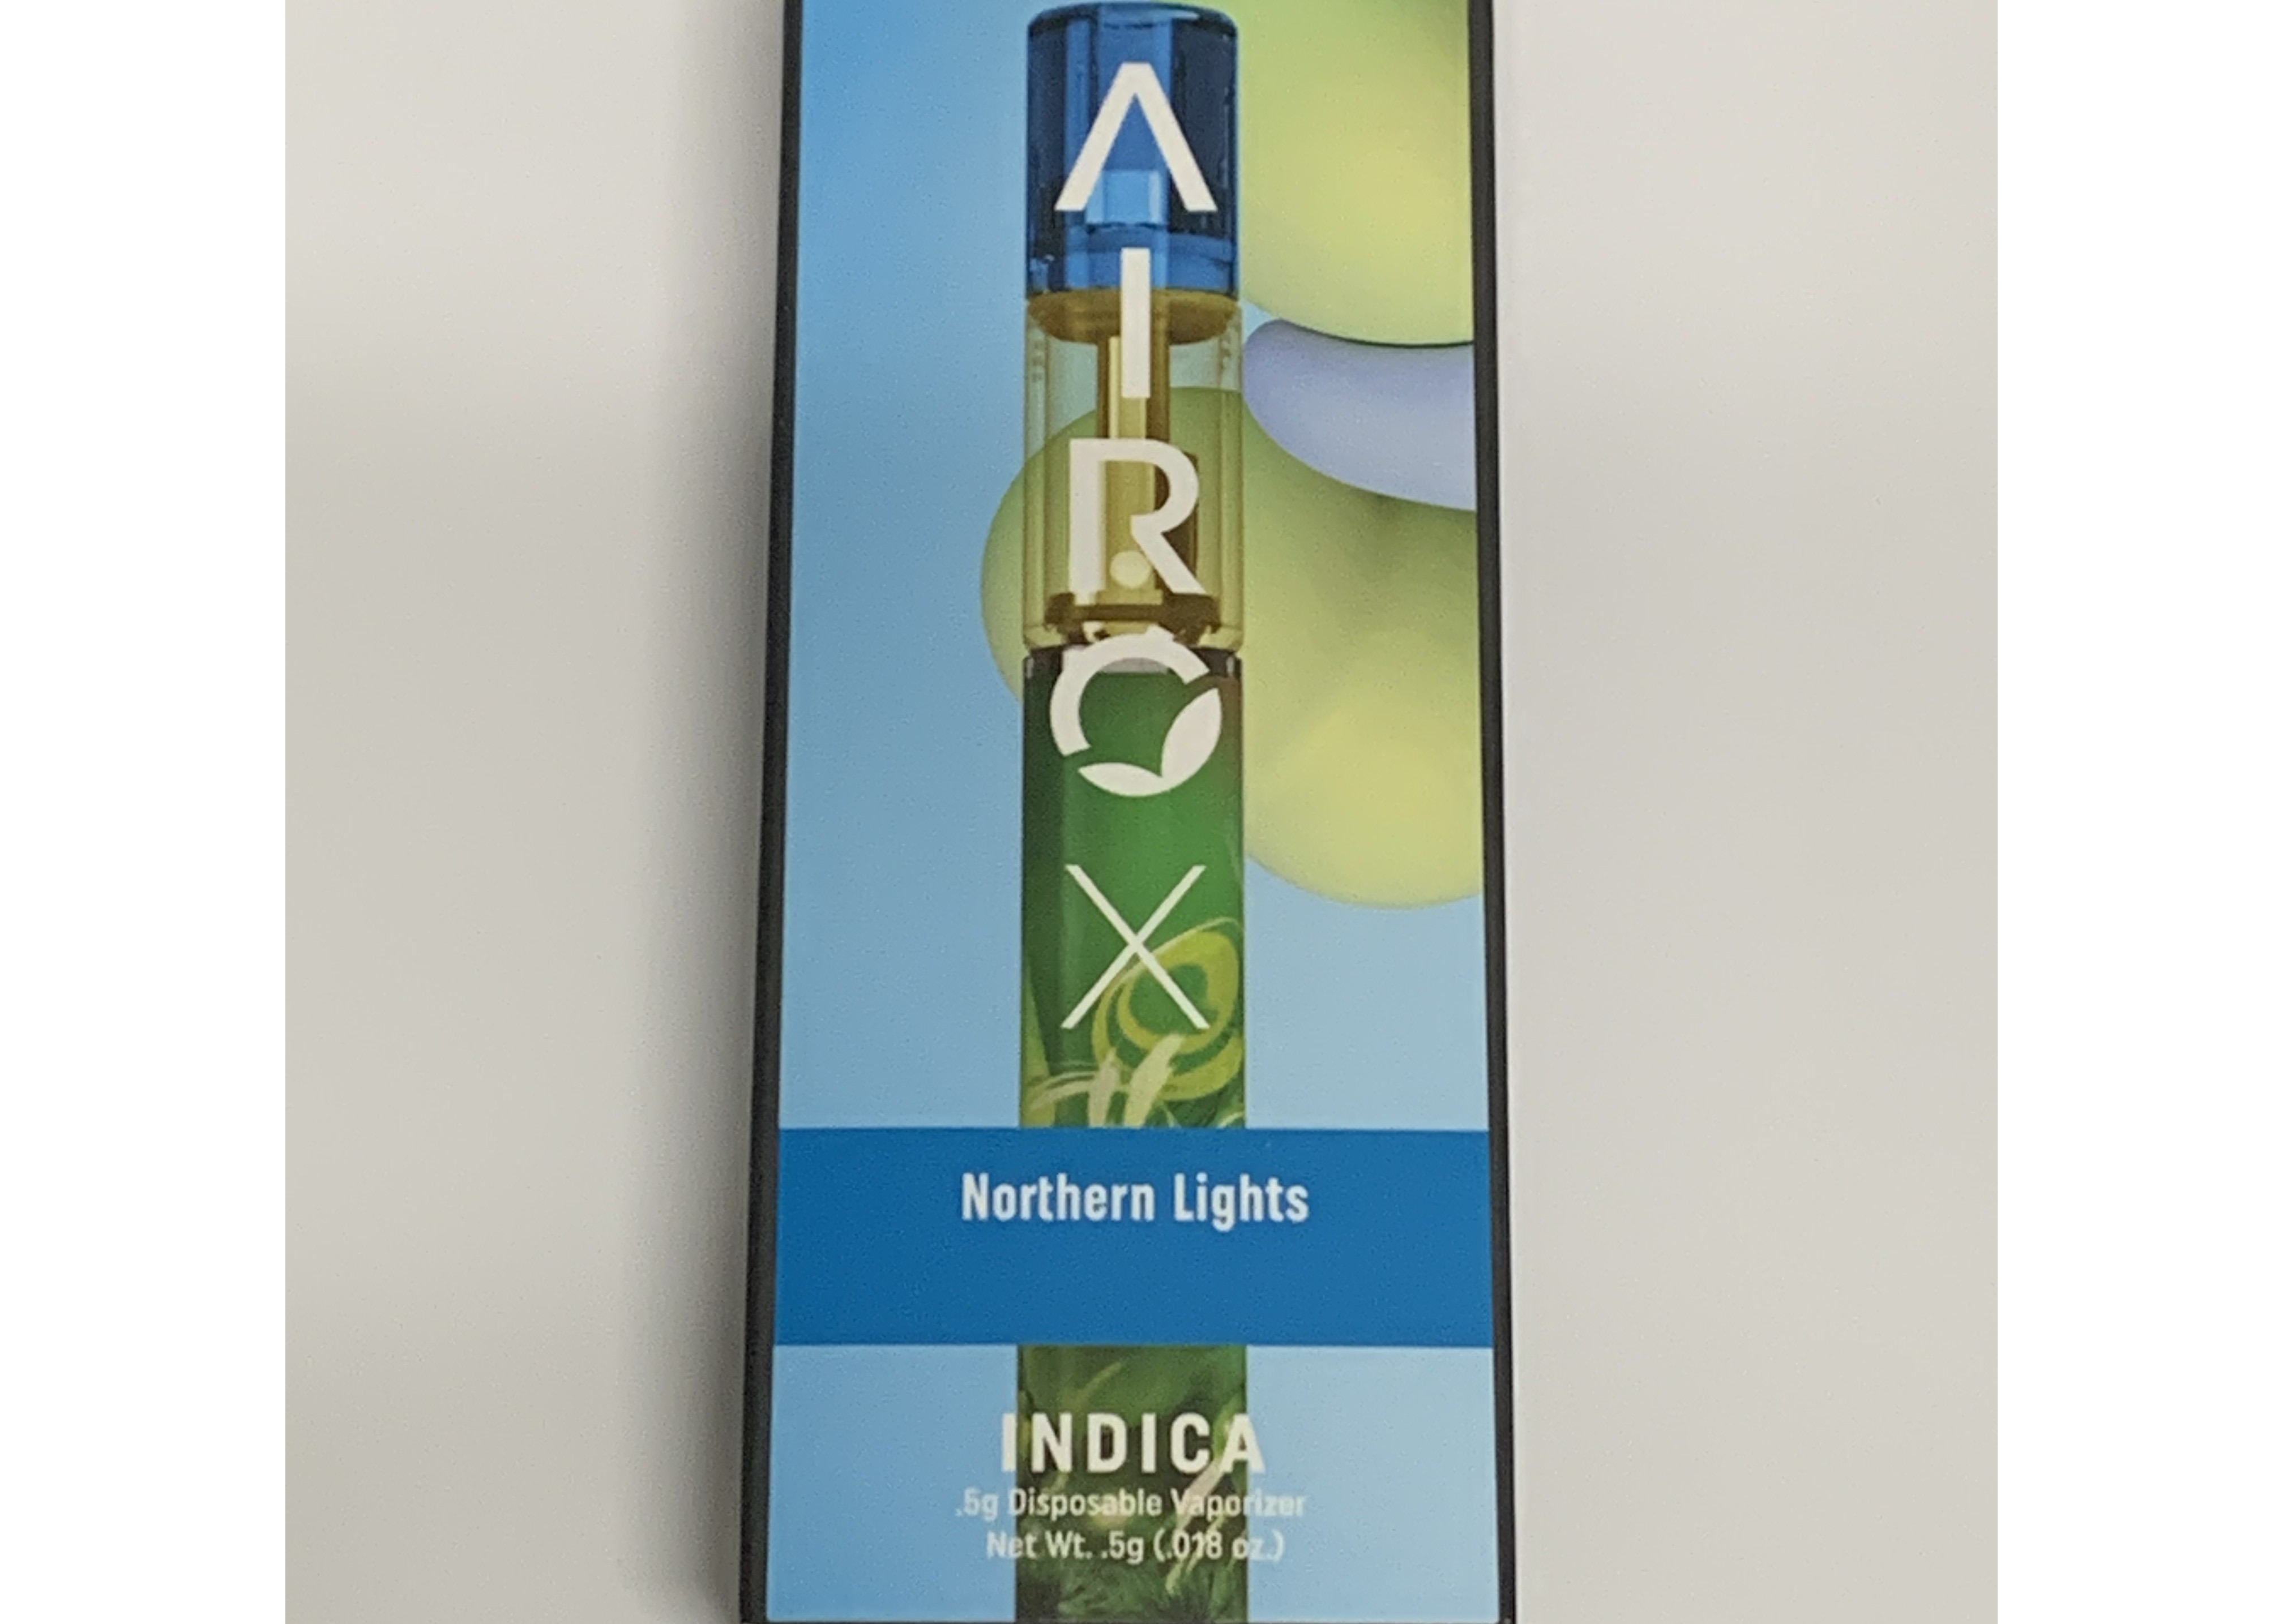 AIRO
X
Northern Lights
INDICA
.5g Disposable Vaporizer
Net Wt. .5g (.018 oz.)